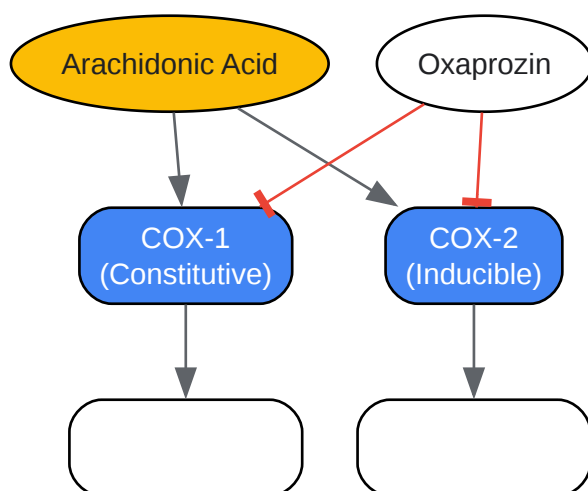 Arachidonic Acid
Oxaprozin
COX-1
(Constitutive)
COX-2
(Inducible)